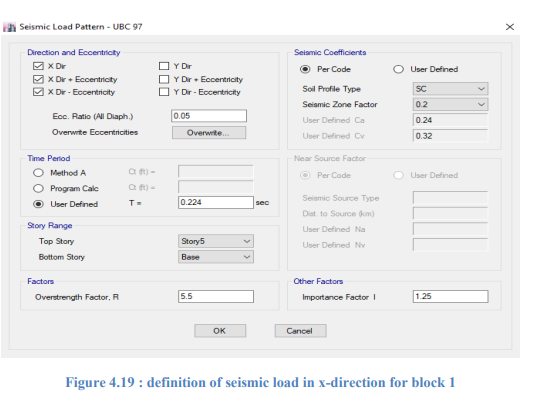 Seismic Load Pattern - UBC 97
Direction and Eccentricity
X Dir Y Dir
X Dir + Eccentricity Y Dir + Eccentricity
X Dir - Eccentricity Y Dir - Eccentricity
Ecc. Ratio (All Diaph.) 0.05
Overwrite Eccentricities Overwrite...
Time Period
Method A Ct (ft) =
Program Calc Ct (ft) =
User Defined T = 0.224 sec
Story Range
Top Story Story5
Bottom Story Base
Factors
Overstrength Factor, R 5.5
Seismic Coefficients
Per Code User Defined
Soil Profile Type SC
Seismic Zone Factor 0.2
User Defined Ca 0.24
User Defined Cv 0.32
Near Source Factor
Per Code User Defined
Seismic Source Type
Dist. to Source (km)
User Defined Na
User Defined Nv
Other Factors
Importance Factor I 1.25
OK Cancel
Figure 4.19 : definition of seismic load in x-direction for block 1